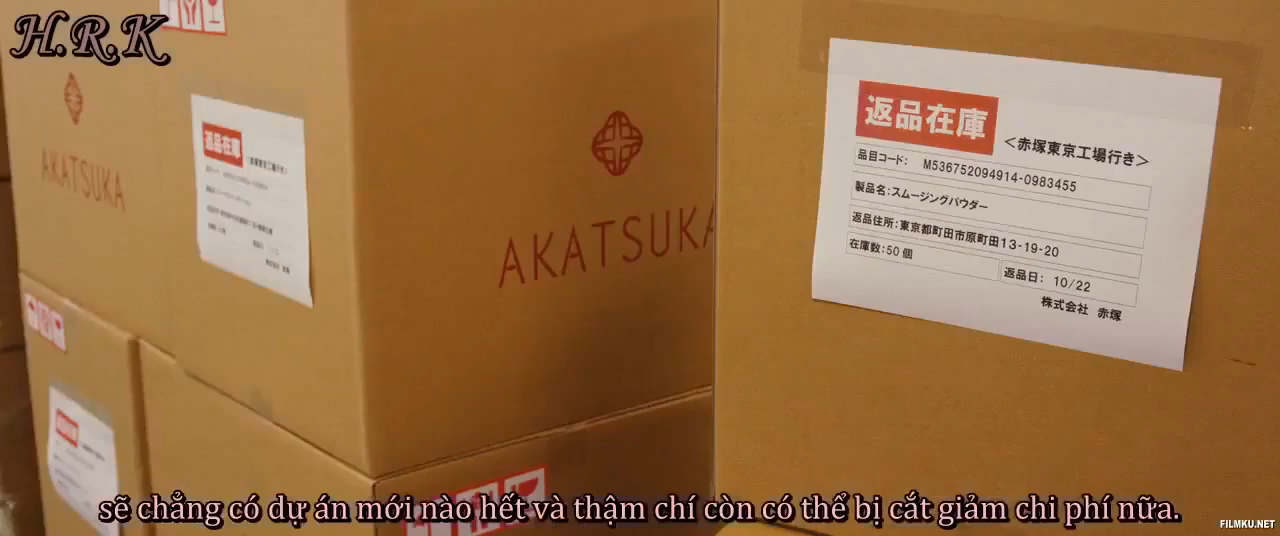 H.R.K
AKATSUKA
返品在庫
AKATSUKA
返品在庫
<赤塚東京工場行き>
品目コード: M536752094914-0983455
製品名:スムージングパウダー
返品住所:東京都町田市原町田13-19-20
在庫数:50個
返品日: 10/22
株式会社 赤塚
sẽ chẳng có dự án mới nào hết và thậm chí còn có thể bị cắt giảm chi phí nữa.
FILMKU.NET